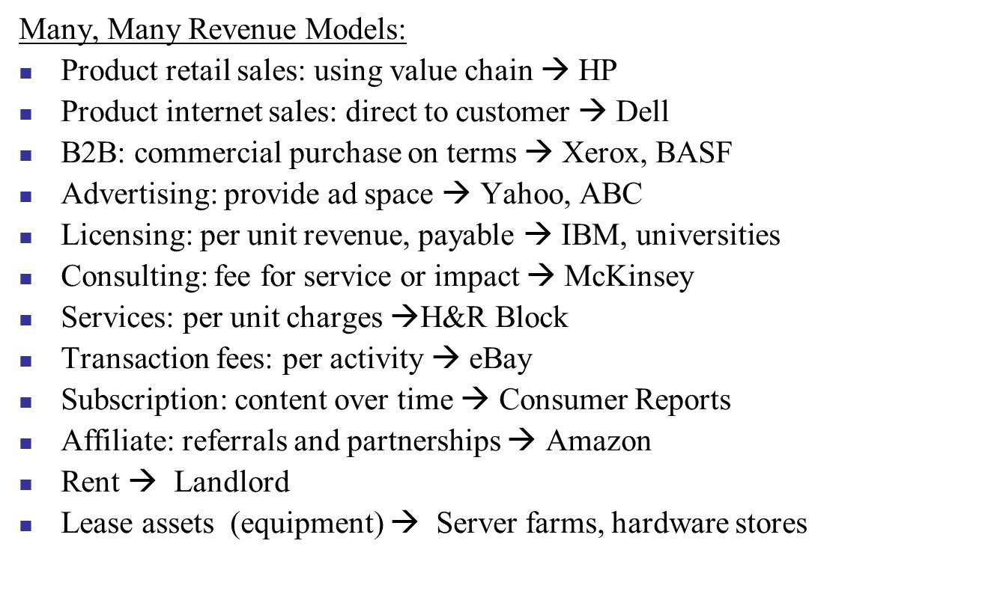 Many, Many Revenue Models:
▪ Product retail sales: using value chain → HP
▪ Product internet sales: direct to customer → Dell
▪ B2B: commercial purchase on terms → Xerox, BASF
▪ Advertising: provide ad space → Yahoo, ABC
▪ Licensing: per unit revenue, payable → IBM, universities
▪ Consulting: fee for service or impact → McKinsey
▪ Services: per unit charges →H&R Block
▪ Transaction fees: per activity → eBay
▪ Subscription: content over time → Consumer Reports
▪ Affiliate: referrals and partnerships → Amazon
▪ Rent → Landlord
▪ Lease assets (equipment) → Server farms, hardware stores